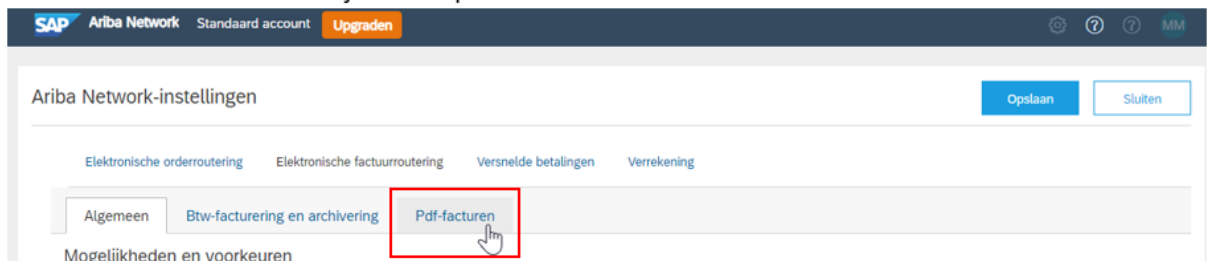 SAP Ariba Network Standaard account Upgraden MM
Ariba Network-instellingen Opslaan Sluiten
Elektronische orderroutering Elektronische factuurroutering Versnelde betalingen Verrekening
Algemeen Btw-facturering en archivering Pdf-facturen
Mogelijkheden en voorkeuren